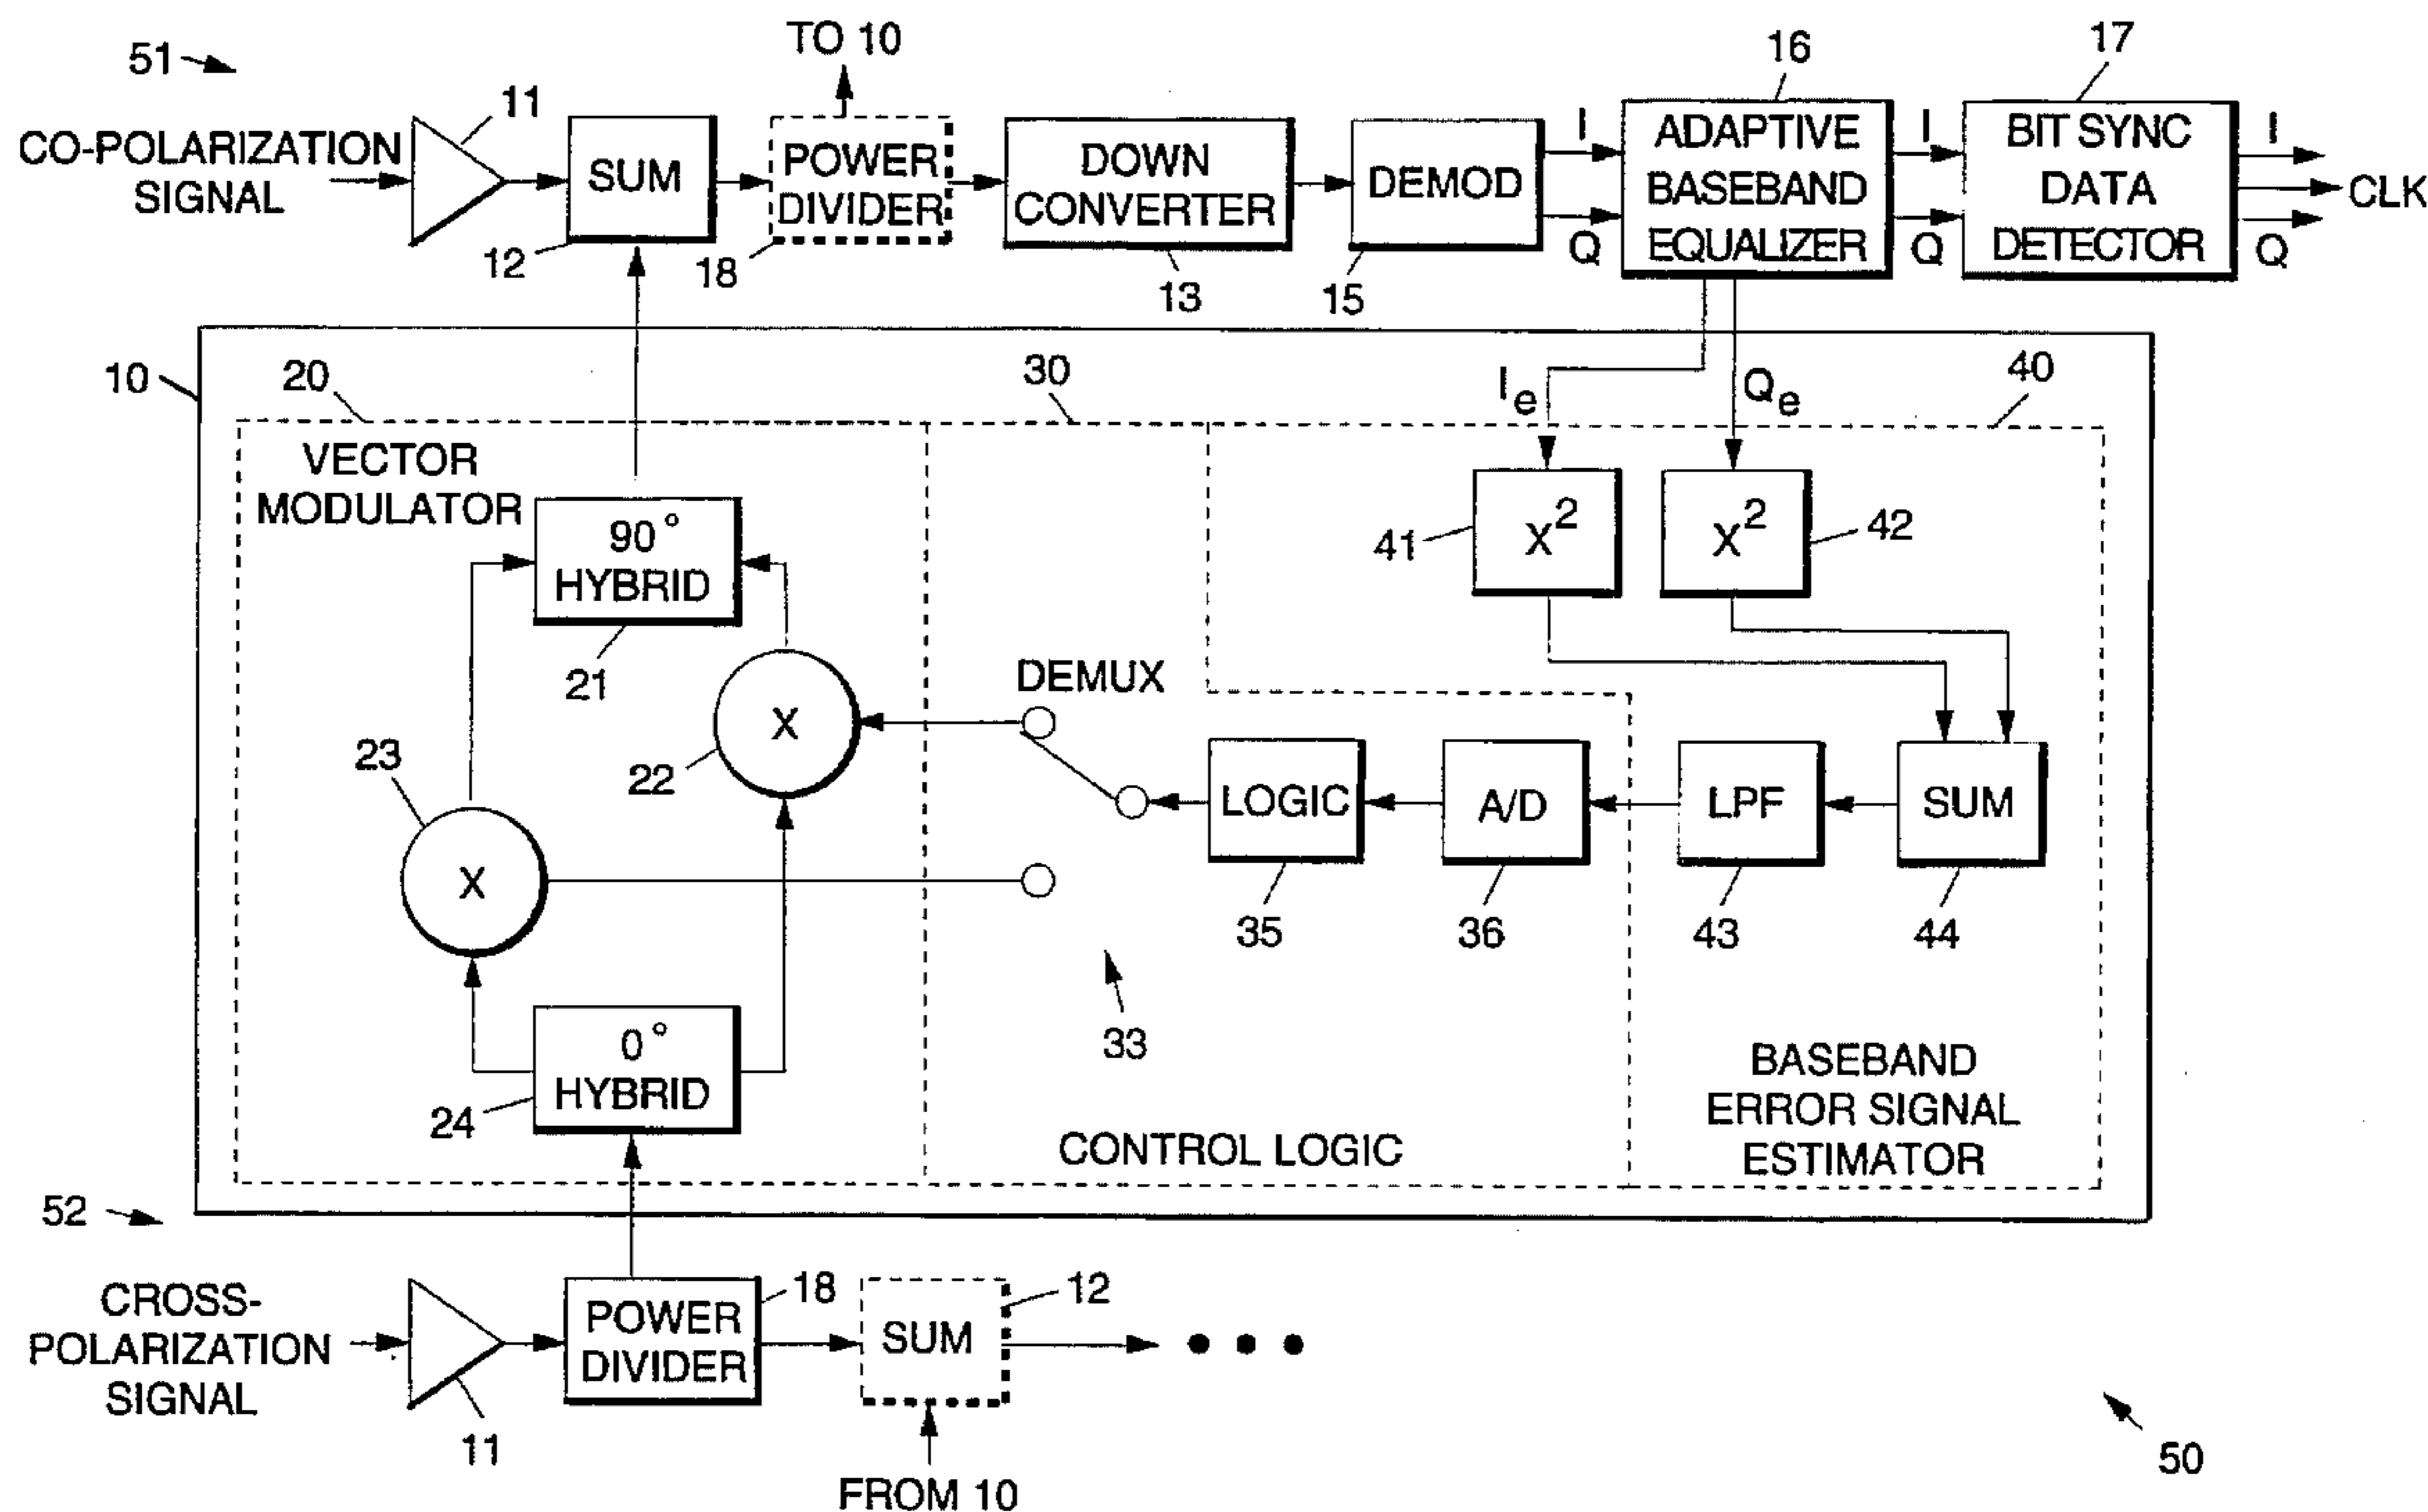 51
TO 10
16
17
11
CO-POLARIZATION
SIGNAL
SUM
12
POWER
DIVIDER
18
DOWN
CONVERTER
13
DEMOD
15
I
Q
ADAPTIVE
BASEBAND
EQUALIZER
I
Q
BIT SYNC
DATA
DETECTOR
I
CLK
Q
10
20
30
40
Ie
Qe
VECTOR
MODULATOR
90°
HYBRID
21
X
22
X
23
0°
HYBRID
24
DEMUX
33
X²
41
X²
42
LOGIC
35
A/D
36
LPF
43
SUM
44
CONTROL LOGIC
BASEBAND
ERROR SIGNAL
ESTIMATOR
52
CROSS-
POLARIZATION
SIGNAL
11
POWER
DIVIDER
18
SUM
12
FROM 10
50